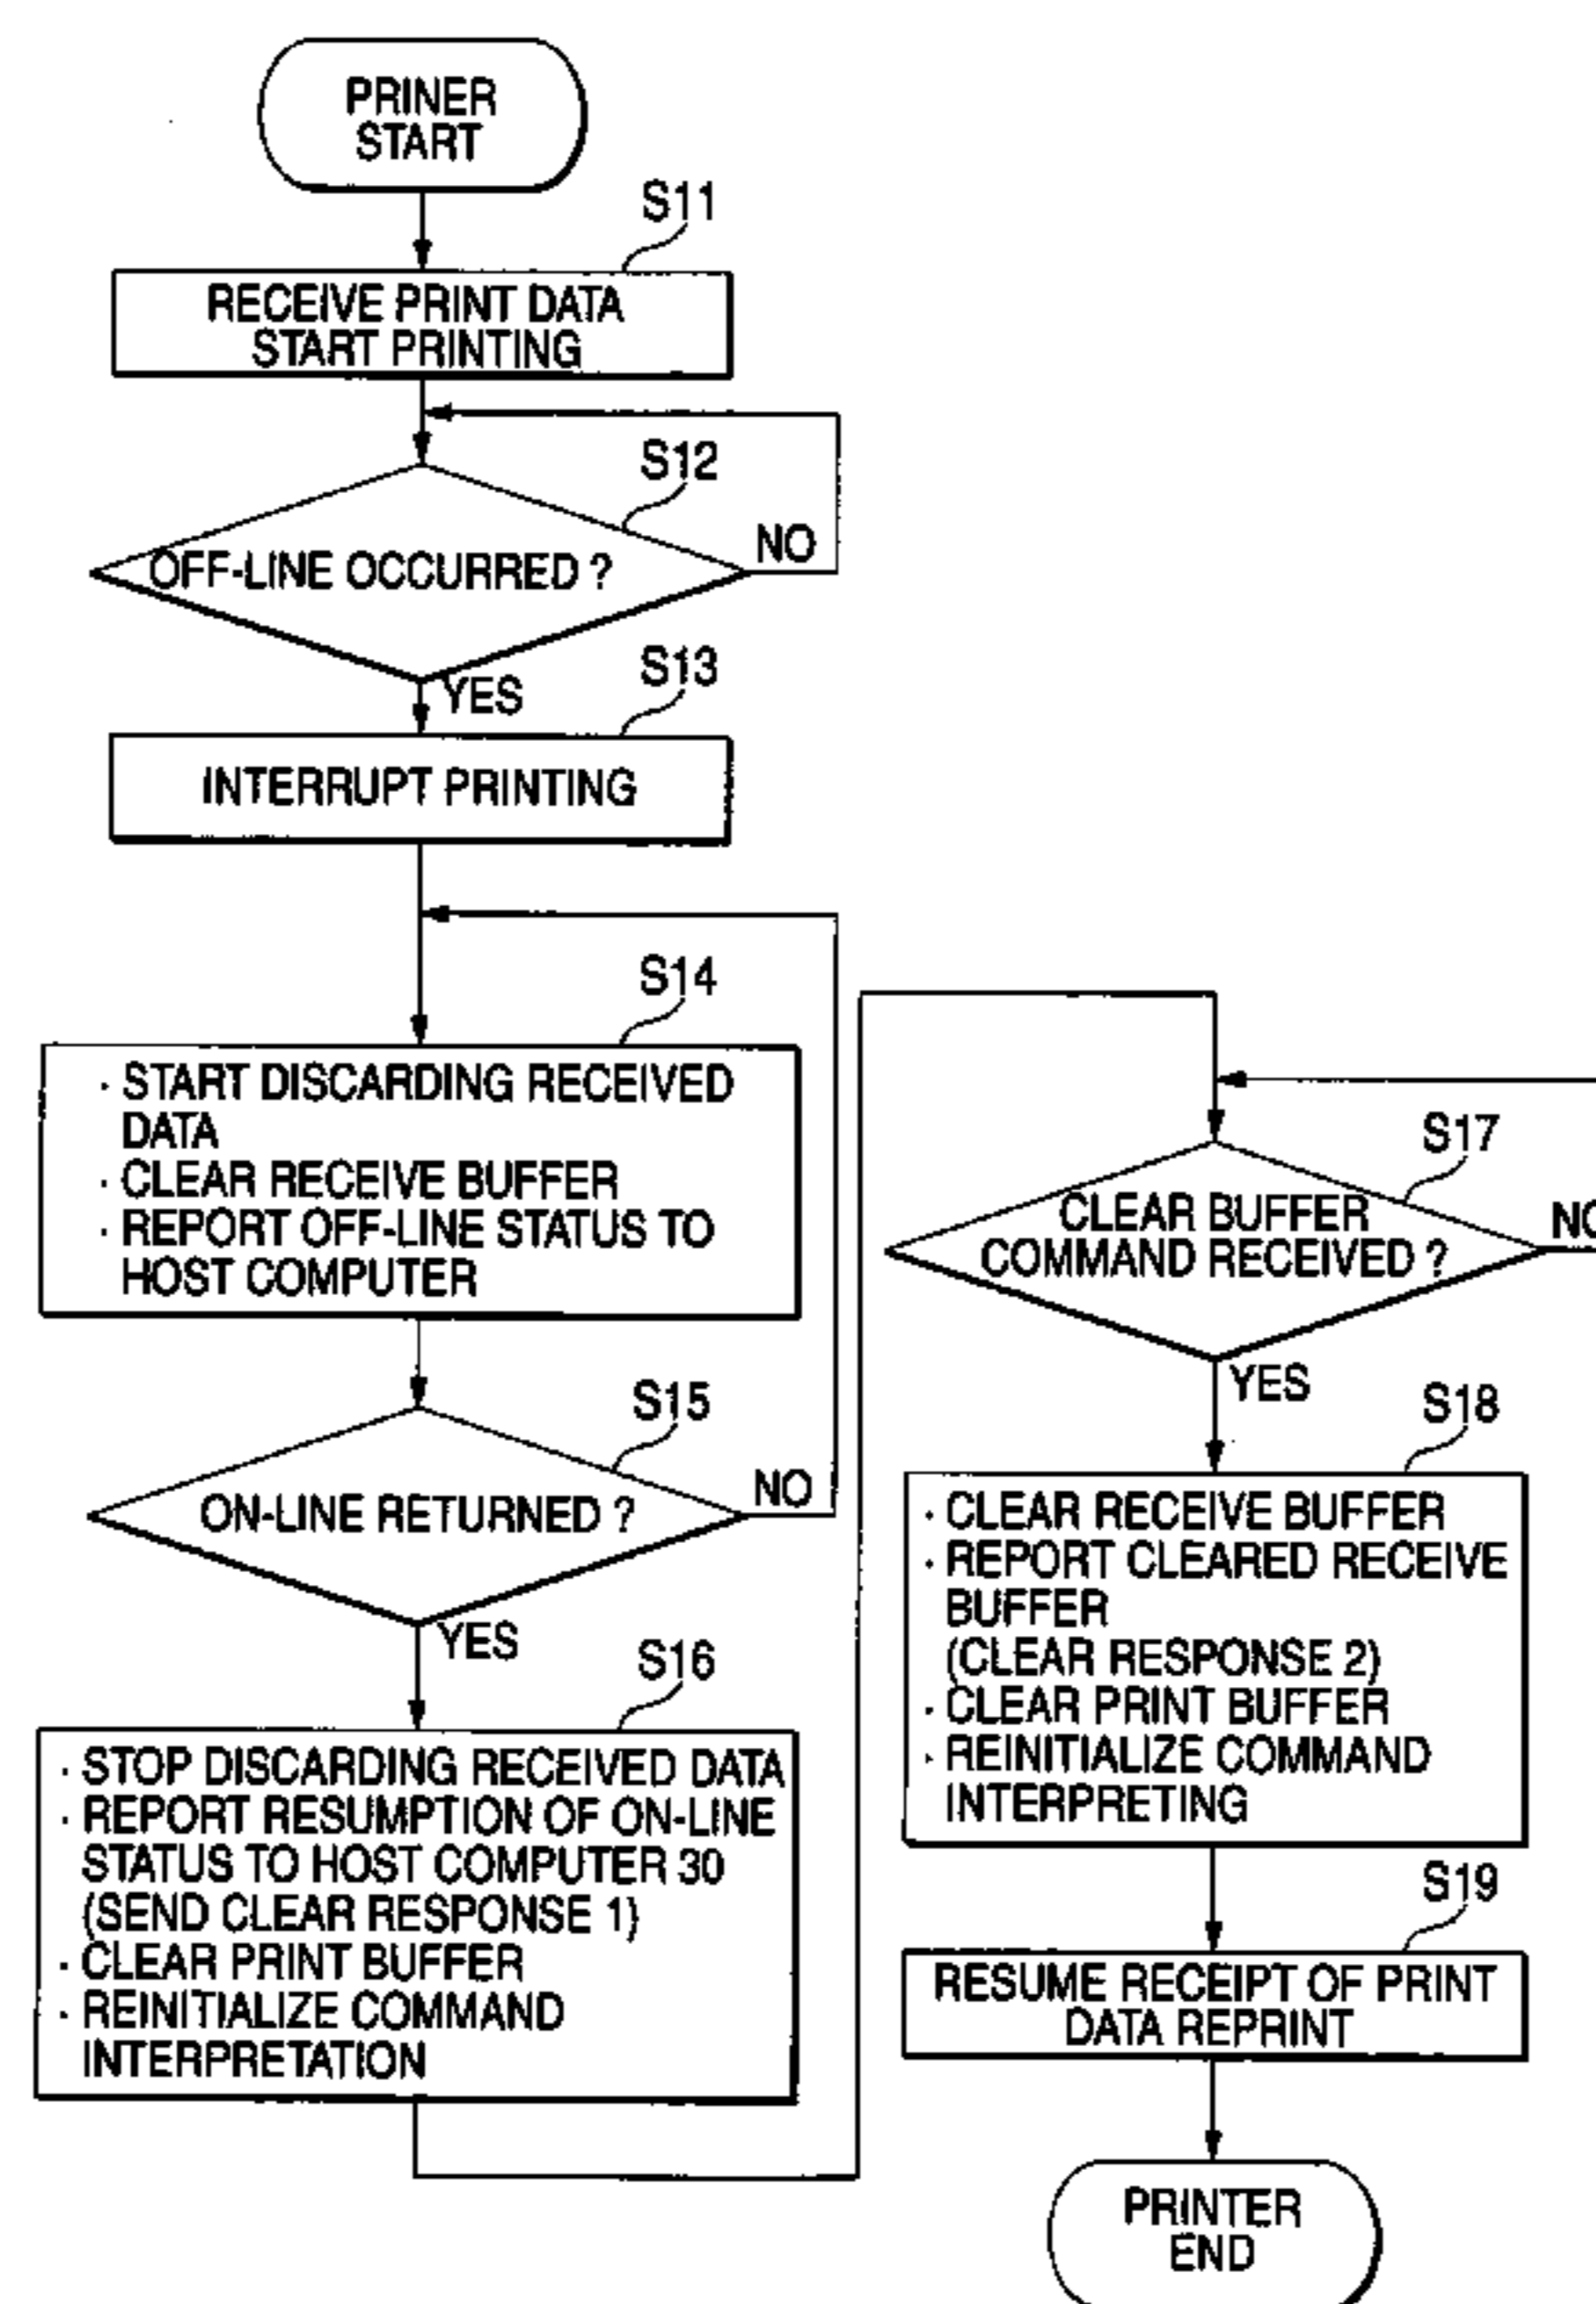 PRINER
START
S11
RECEIVE PRINT DATA
START PRINTING
S12
OFF-LINE OCCURRED ?
NO
YES
S13
INTERRUPT PRINTING
S14
· START DISCARDING RECEIVED
DATA
· CLEAR RECEIVE BUFFER
· REPORT OFF-LINE STATUS TO
HOST COMPUTER
S15
ON-LINE RETURNED ?
NO
YES
S16
· STOP DISCARDING RECEIVED DATA
· REPORT RESUMPTION OF ON-LINE
STATUS TO HOST COMPUTER 30
(SEND CLEAR RESPONSE 1)
· CLEAR PRINT BUFFER
· REINITIALIZE COMMAND
INTERPRETATION
S17
CLEAR BUFFER
COMMAND RECEIVED ?
NO
YES
S18
· CLEAR RECEIVE BUFFER
· REPORT CLEARED RECEIVE
BUFFER
(CLEAR RESPONSE 2)
· CLEAR PRINT BUFFER
· REINITIALIZE COMMAND
INTERPRETING
S19
RESUME RECEIPT OF PRINT
DATA REPRINT
PRINTER
END